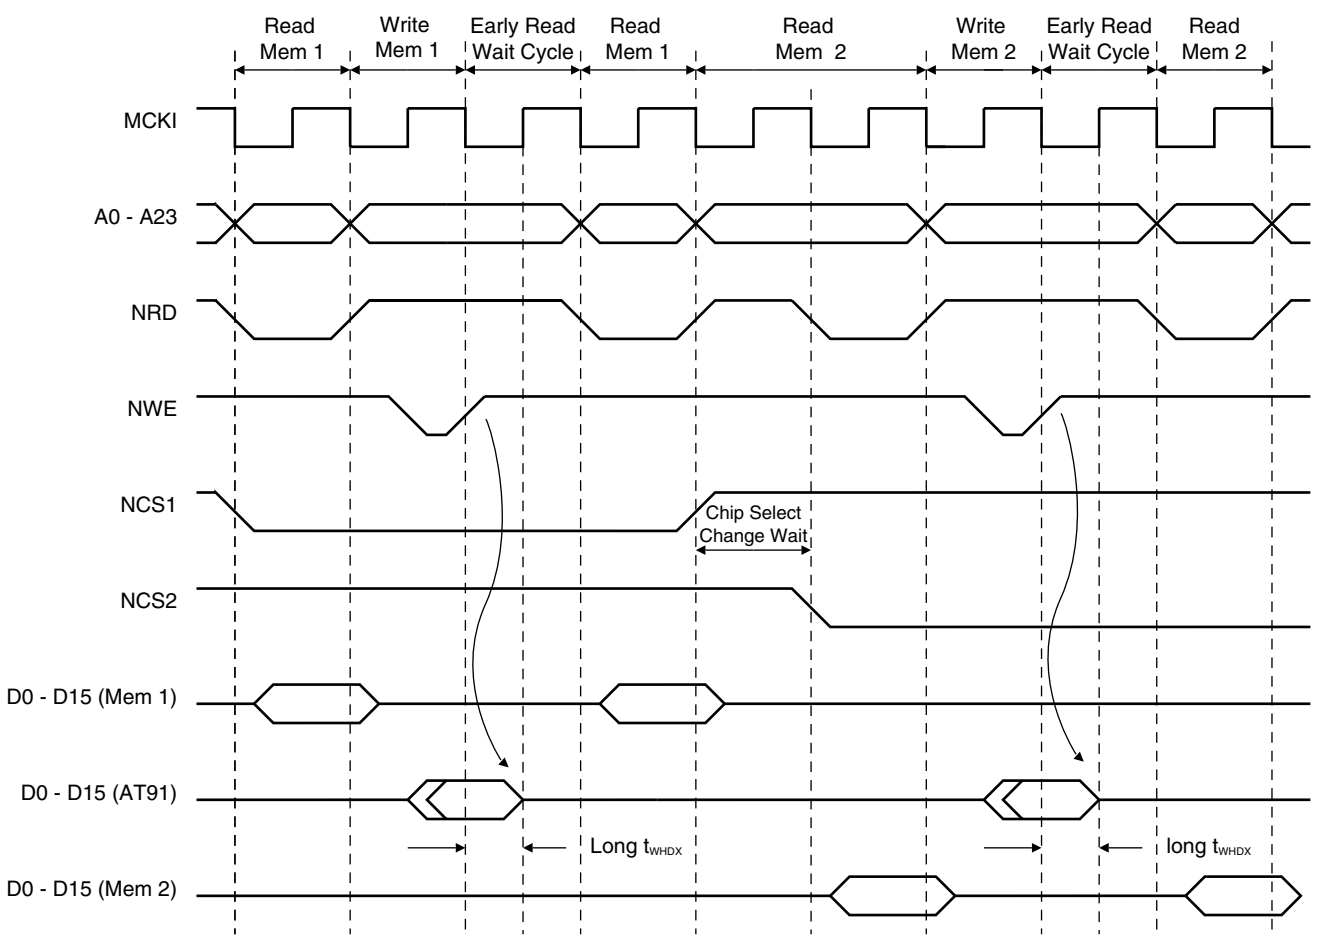 Read
Mem 1
Write
Mem 1
Early Read
Wait Cycle
Read
Mem 1
Read
Mem 2
Write
Mem 2
Early Read
Wait Cycle
Read
Mem 2
MCKI
A0 - A23
NRD
NWE
NCS1
Chip Select
Change Wait
NCS2
D0 - D15 (Mem 1)
D0 - D15 (AT91)
Long tWHDX
long tWHDX
D0 - D15 (Mem 2)